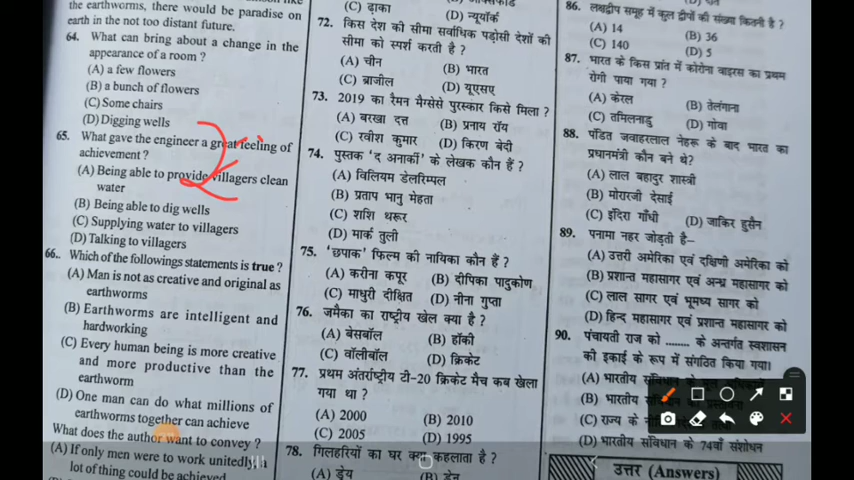 the earthworms, there would be paradise on
earth in the not too distant future.
64. What can bring about a change in the
appearance of a room ?
(A) a few flowers
(B) a bunch of flowers
(C) Some chairs
(D) Digging wells
65. What gave the engineer a great feeling of
achievement ?
(A) Being able to provide villagers clean
water
(B) Being able to dig wells
(C) Supplying water to villagers
(D) Talking to villagers
66. Which of the followings statements is true ?
(A) Man is not as creative and original as
earthworms
(B) Earthworms are intelligent and
hardworking
(C) Every human being is more creative
and more productive than the
earthworm
(D) One man can do what millions of
earthworms together can achieve
What does the author want to convey ?
(A) If only men were to work unitedly, a
lot of thing could be achieved
(C) ढाका
(D) न्यूयॉर्क
72. किस देश की सीमा सर्वाधिक पड़ोसी देशों की
सीमा को स्पर्श करती है ?
(A) चीन (B) भारत
(C) ब्राजील (D) यूएसए
73. 2019 का रैमन मैग्सेसे पुरस्कार किसे मिला ?
(A) बरखा दत्त (B) प्रनाय रॉय
(C) रवीश कुमार (D) किरण बेदी
74. पुस्तक 'द अनार्की' के लेखक कौन हैं ?
(A) विलियम डेलरिम्पल
(B) प्रताप भानु मेहता
(C) शशि थरूर
(D) मार्क तुली
75. 'छपाक' फिल्म की नायिका कौन हैं ?
(A) करीना कपूर (B) दीपिका पादुकोण
(C) माधुरी दीक्षित (D) नीना गुप्ता
76. जमैका का राष्ट्रीय खेल क्या है ?
(A) बेसबॉल (B) हॉकी
(C) वॉलीबॉल (D) क्रिकेट
77. प्रथम अंतर्राष्ट्रीय टी-20 क्रिकेट मैच कब खेला
गया था ?
(A) 2000 (B) 2010
(C) 2005 (D) 1995
78. गिलहरियों का घर क्या कहलाता है ?
(A) ड्रेय (B) डेन
86. लक्षद्वीप समूह में कुल द्वीपों की संख्या कितनी है ?
(A) 14 (B) 36
(C) 140 (D) 5
87. भारत के किस प्रांत में कोरोना वाइरस का प्रथम
रोगी पाया गया ?
(A) केरल (B) तेलंगाना
(C) तमिलनाडु (D) गोवा
88. पंडित जवाहरलाल नेहरू के बाद भारत का
प्रधानमंत्री कौन बने थे?
(A) लाल बहादुर शास्त्री
(B) मोरारजी देसाई
(C) इंदिरा गाँधी (D) जाकिर हुसैन
89. पनामा नहर जोड़ती है–
(A) उत्तरी अमेरिका एवं दक्षिणी अमेरिका को
(B) प्रशान्त महासागर एवं अन्ध्र महासागर को
(C) लाल सागर एवं भूमध्य सागर को
(D) हिन्द महासागर एवं प्रशान्त महासागर को
90. पंचायती राज को ........ के अन्तर्गत स्वशासन
की इकाई के रूप में संगठित किया गया।
(A) भारतीय
(B) भारतीय
(C) राज्य के
(D) भारतीय संविधान के 74वाँ संशोधन
उत्तर (Answers)